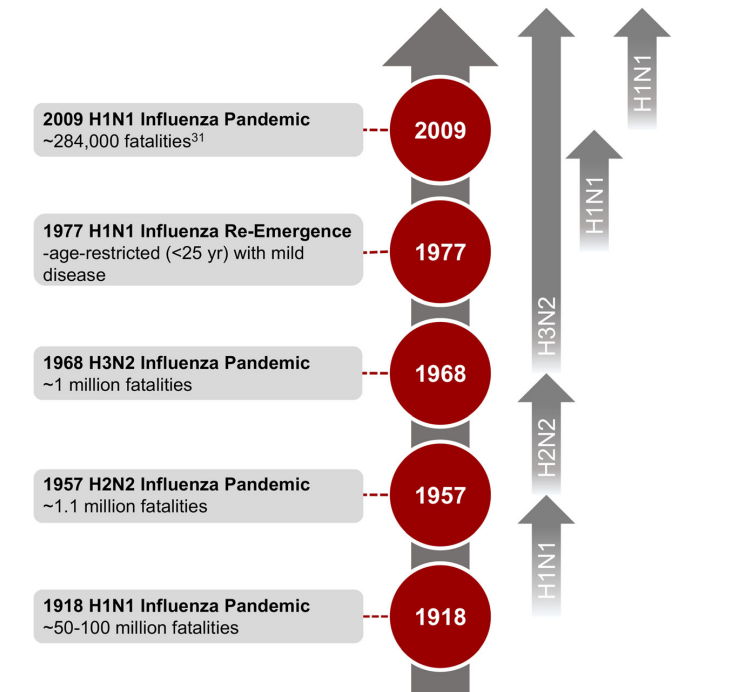 2009 H1N1 Influenza Pandemic
~284,000 fatalities31
2009
H1N1
1977 H1N1 Influenza Re-Emergence
-age-restricted (<25 yr) with mild
disease
1977
H1N1
1968 H3N2 Influenza Pandemic
~1 million fatalities
1968
H3N2
1957 H2N2 Influenza Pandemic
~1.1 million fatalities
1957
H2N2
1918 H1N1 Influenza Pandemic
~50-100 million fatalities
1918
H1N1